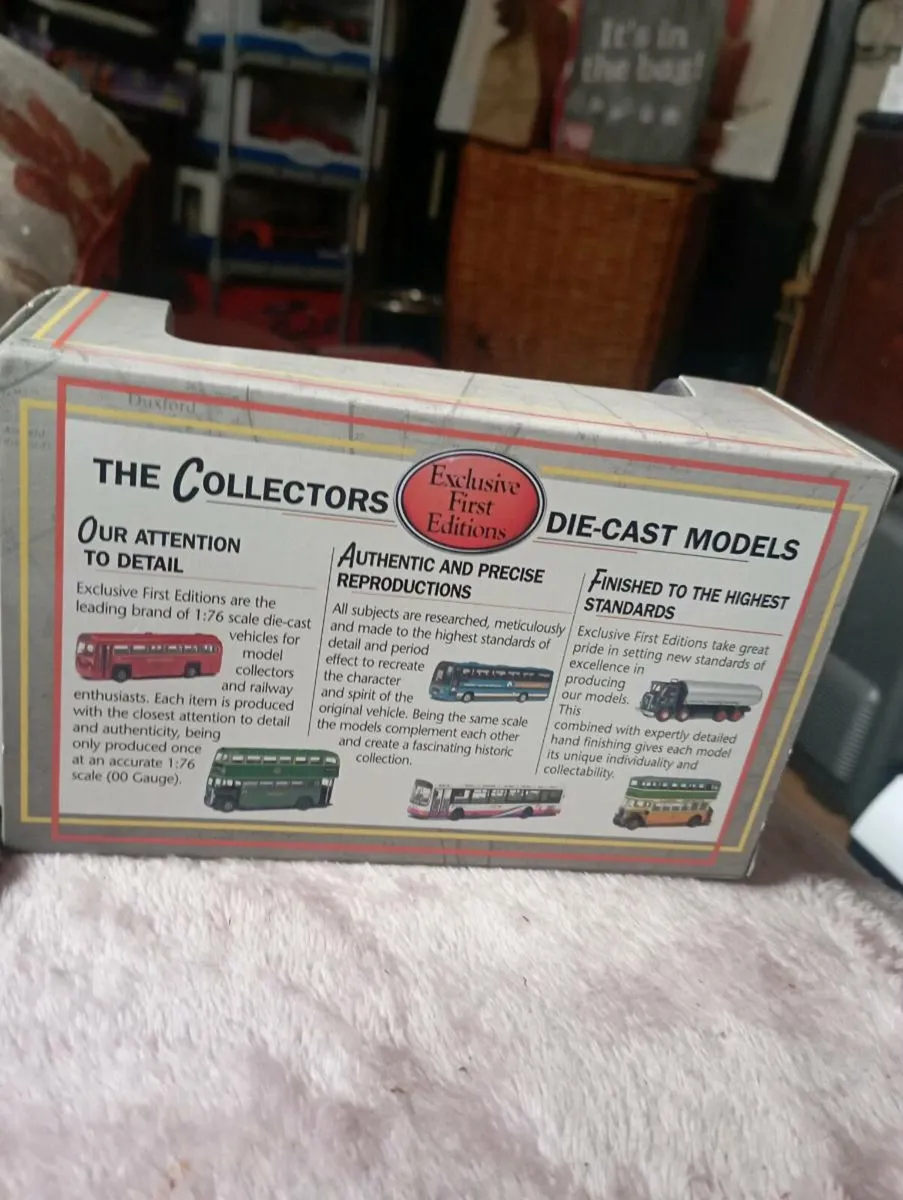 It's in
the bag!
Duxford
THE COLLECTORS
Exclusive
First
Editions
DIE-CAST MODELS
OUR ATTENTION
TO DETAIL
Exclusive First Editions are the
leading brand of 1:76 scale die-cast
vehicles for
model
collectors
and railway
enthusiasts. Each item is produced
with the closest attention to detail
and authenticity, being
only produced once
at an accurate 1:76
scale (00 Gauge).
AUTHENTIC AND PRECISE
REPRODUCTIONS
All subjects are researched, meticulously
and made to the highest standards of
detail and period
effect to recreate
the character
and spirit of the
original vehicle. Being the same scale
the models complement each other
and create a fascinating historic
collection.
FINISHED TO THE HIGHEST
STANDARDS
Exclusive First Editions take great
pride in setting new standards of
excellence in
producing
our models.
This
combined with expertly detailed
hand finishing gives each model
its unique individuality and
collectability.